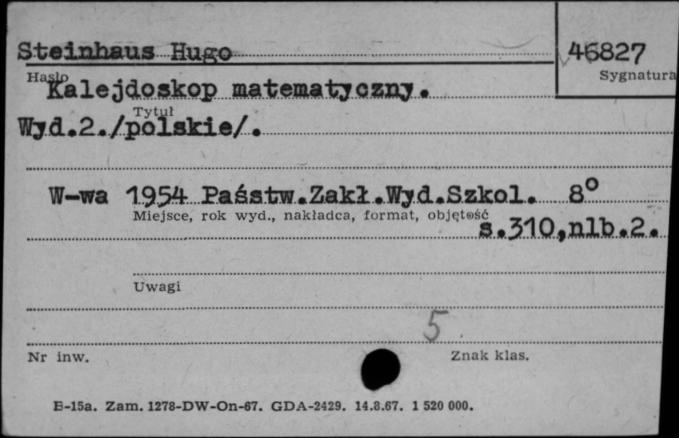 Steinhaus Hugo
46827
Hasło
Sygnatura
Kalejdoskop matematyczny.
Tytuł
Wyd.2./polskie/.
W-wa 1954 Paástw.Zakł.Wyd.Szkol. 8°
Miejsce, rok wyd., nakładca, format, objętość
s.310,nlb.2.
Uwagi
5
Nr inw.
Znak klas.
E-15a. Zam. 1278-DW-On-67. GDA-2429. 14.8.67. 1 520 000.